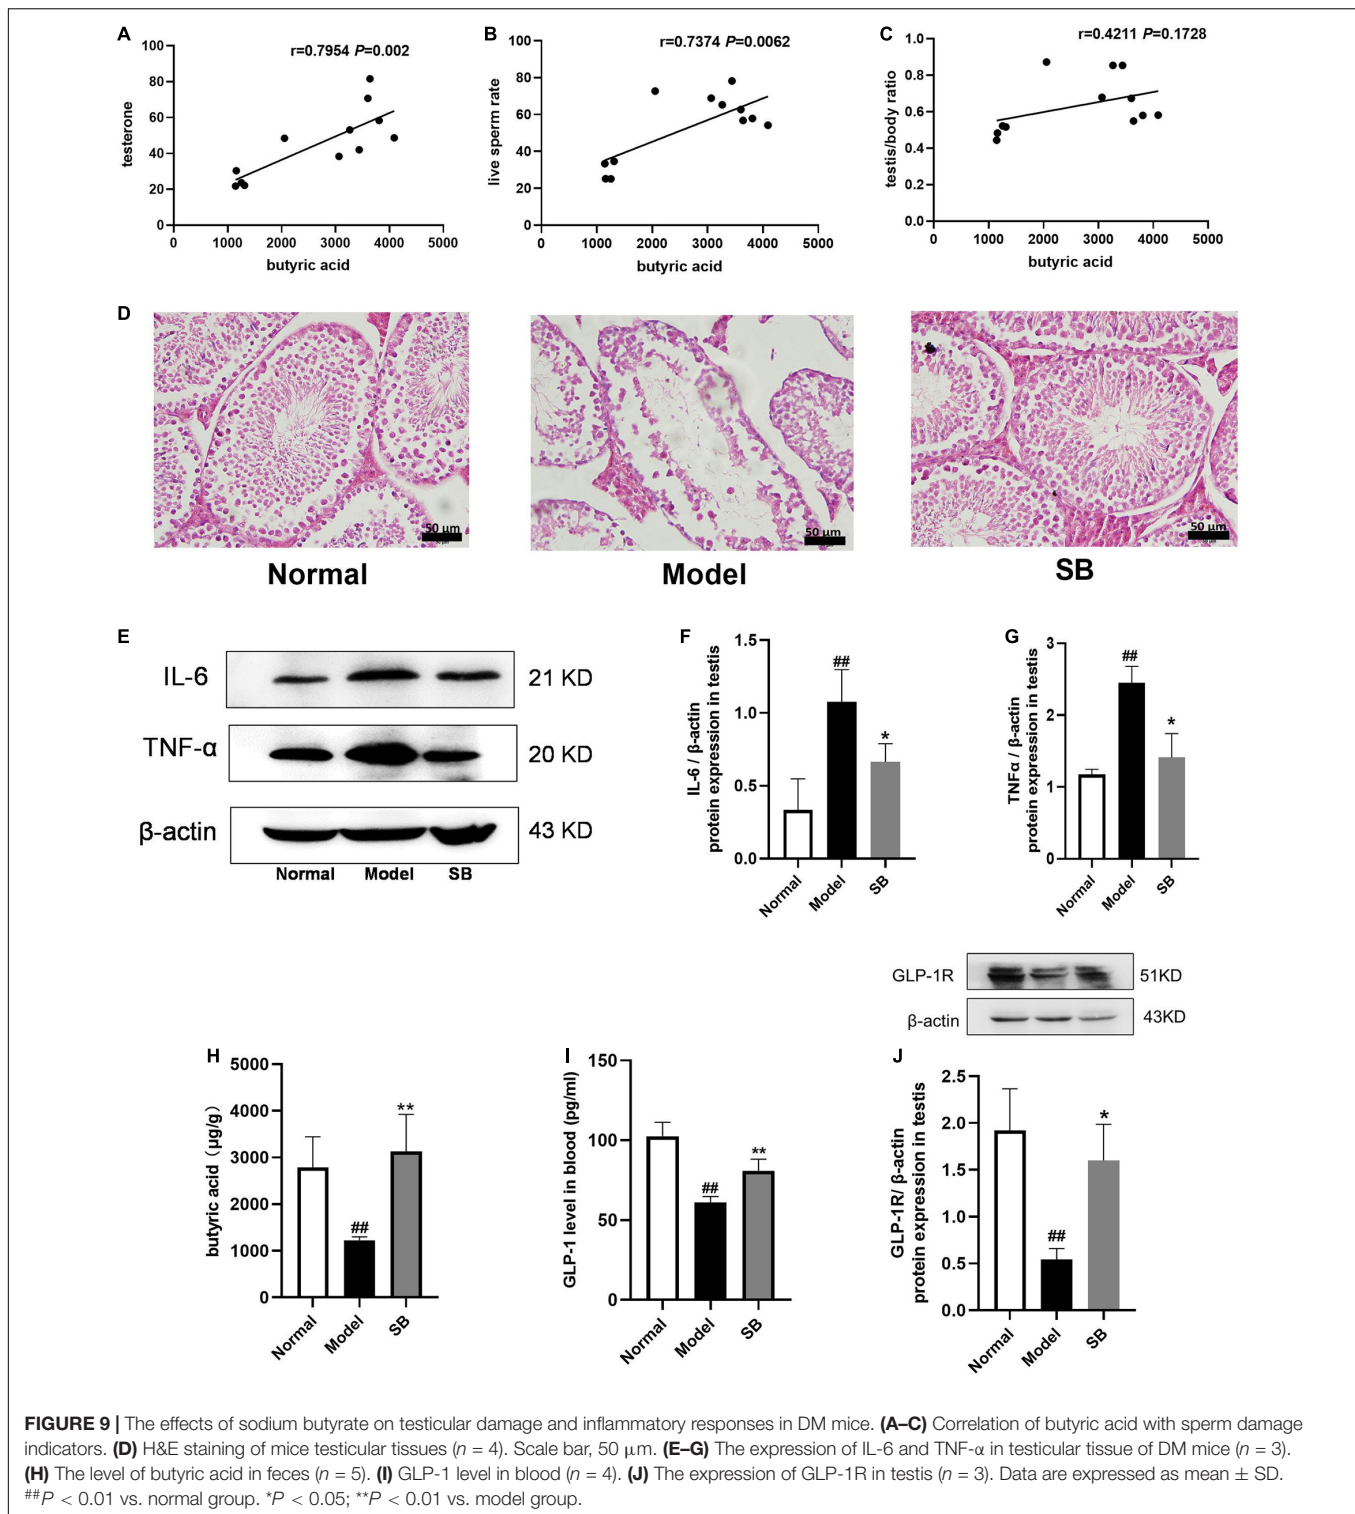 A
r=0.7954 P=0.002
testerone
100
80
60
40
20
0
0 1000 2000 3000 4000 5000
butyric acid
B
r=0.7374 P=0.0062
live sperm rate
100
80
60
40
20
0
0 1000 2000 3000 4000 5000
butyric acid
C
r=0.4211 P=0.1728
testis/body ratio
1.0
0.8
0.6
0.4
0.2
0.0
0 1000 2000 3000 4000 5000
butyric acid
D
50 μm
50 μm
50 μm
Normal Model SB
E
IL-6 21 KD
TNF-α 20 KD
β-actin 43 KD
Normal Model SB
F
IL-6 / β-actin
protein expression in testis
1.5
1.0
0.5
0.0
##
*
Normal Model SB
G
TNFα / β-actin
protein expression in testis
3
2
1
0
##
*
Normal Model SB
GLP-1R 51KD
β-actin 43KD
H
butyric acid (μg/g)
5000
4000
3000
2000
1000
0
##
**
Normal Model SB
I
GLP-1 level in blood (pg/ml)
150
100
50
0
##
**
Normal Model SB
J
GLP-1R/ β-actin
protein expression in testis
2.5
2.0
1.5
1.0
0.5
0.0
##
*
Normal Model SB
FIGURE 9 | The effects of sodium butyrate on testicular damage and inflammatory responses in DM mice. (A–C) Correlation of butyric acid with sperm damage
indicators. (D) H&E staining of mice testicular tissues (n = 4). Scale bar, 50 μm. (E–G) The expression of IL-6 and TNF-α in testicular tissue of DM mice (n = 3).
(H) The level of butyric acid in feces (n = 5). (I) GLP-1 level in blood (n = 4). (J) The expression of GLP-1R in testis (n = 3). Data are expressed as mean ± SD.
##P < 0.01 vs. normal group. *P < 0.05; **P < 0.01 vs. model group.